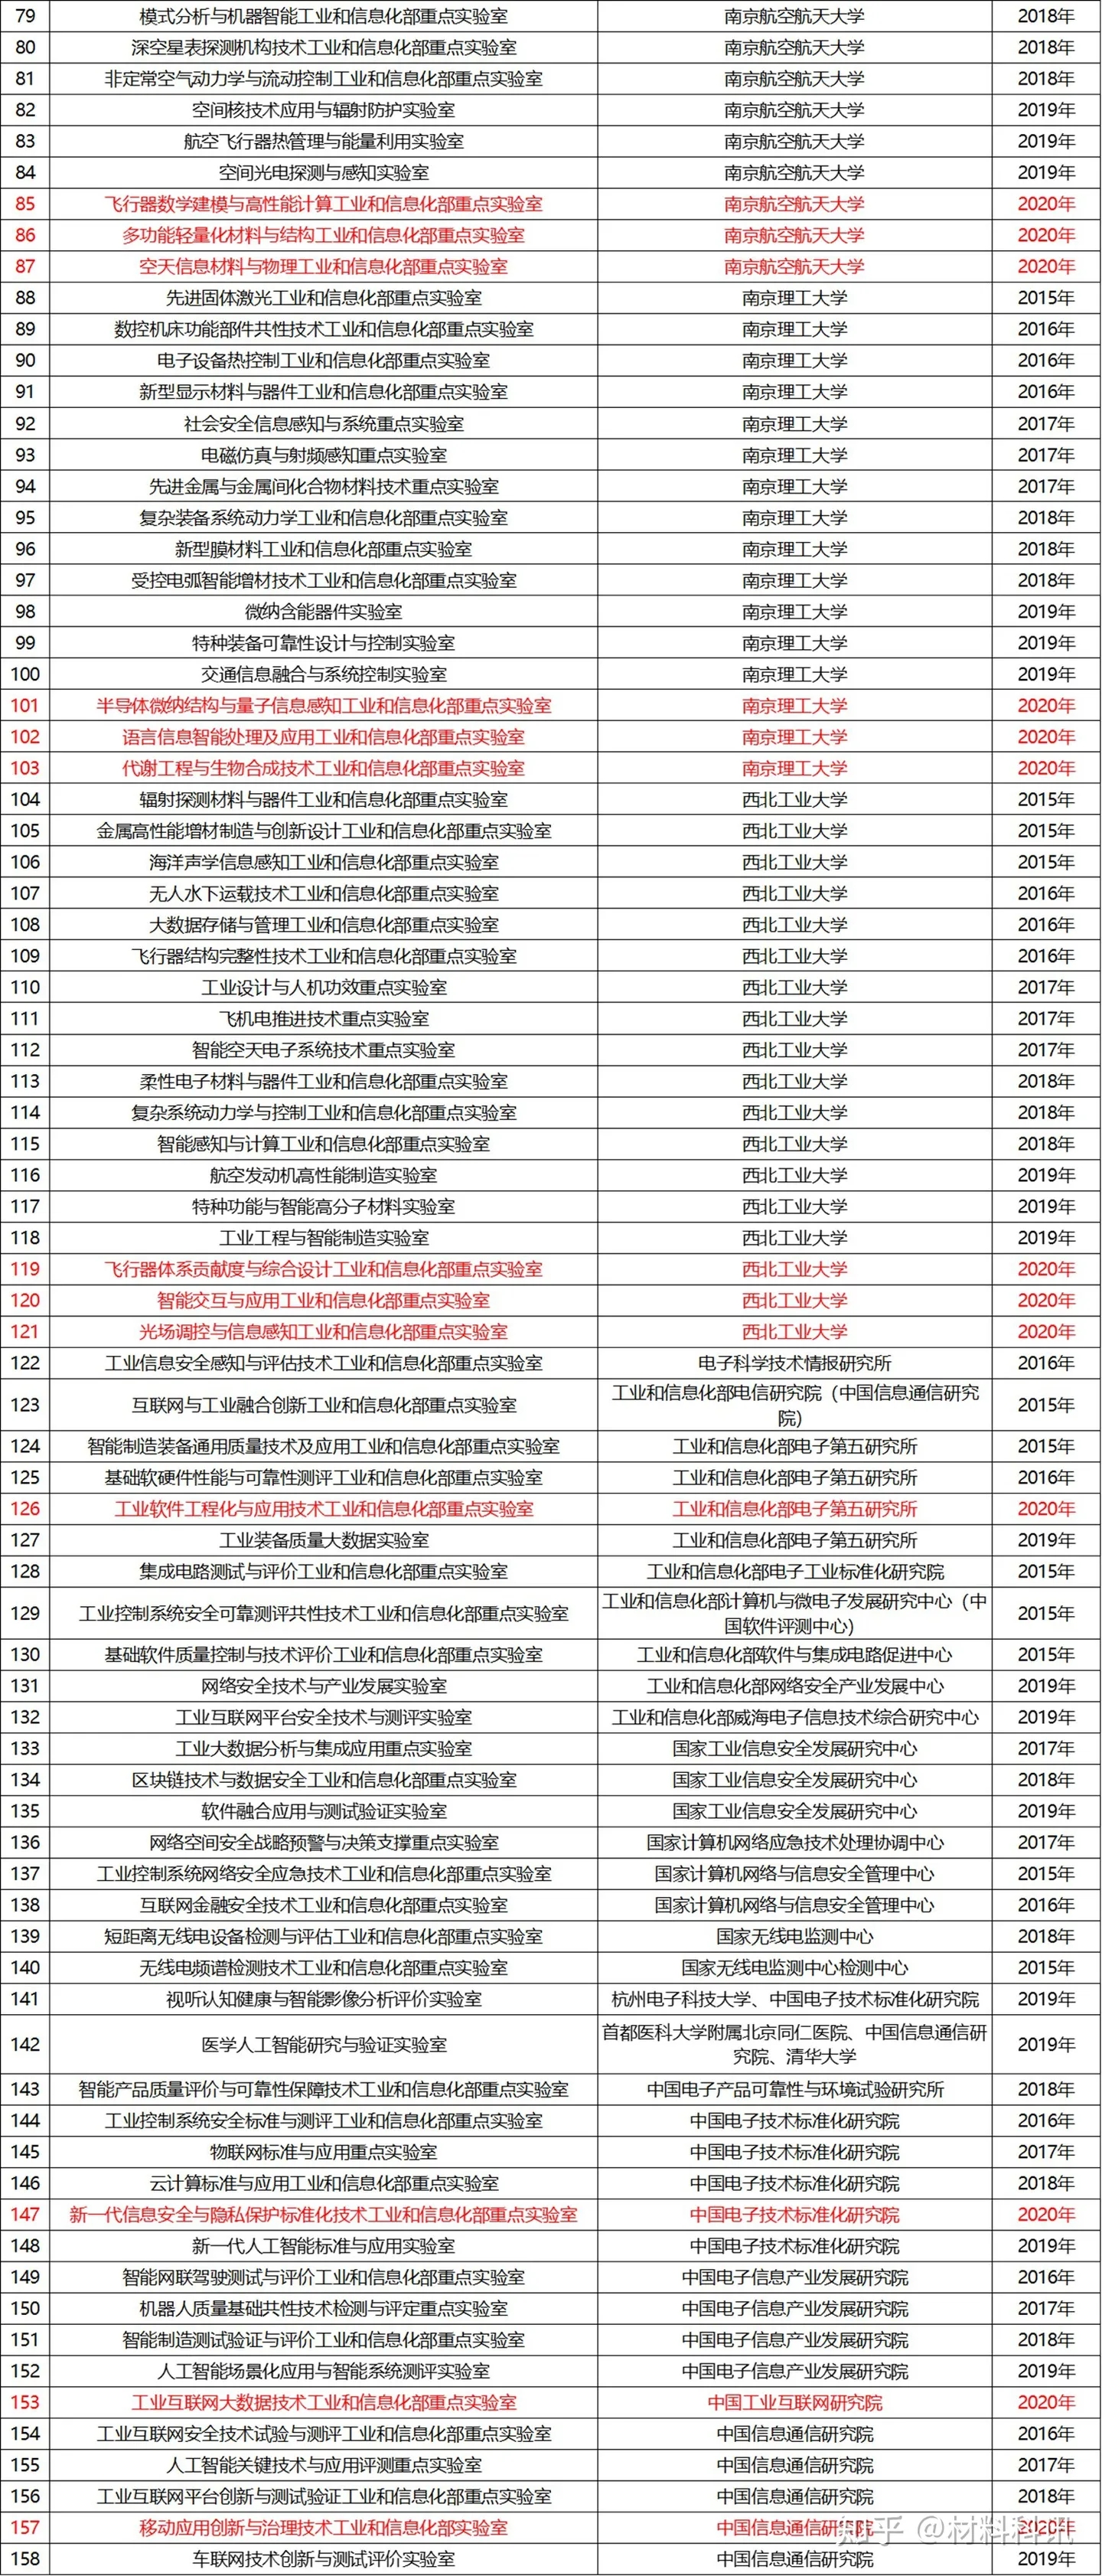 79 模式分析与机器智能工业和信息化部重点实验室 南京航空航天大学 2018年
80 深空星表探测机构技术工业和信息化部重点实验室 南京航空航天大学 2018年
81 非定常空气动力学与流动控制工业和信息化部重点实验室 南京航空航天大学 2018年
82 空间核技术应用与辐射防护实验室 南京航空航天大学 2019年
83 航空飞行器热管理与能量利用实验室 南京航空航天大学 2019年
84 空间光电探测与感知实验室 南京航空航天大学 2019年
85 飞行器数学建模与高性能计算工业和信息化部重点实验室 南京航空航天大学 2020年
86 多功能轻量化材料与结构工业和信息化部重点实验室 南京航空航天大学 2020年
87 空天信息材料与物理工业和信息化部重点实验室 南京航空航天大学 2020年
88 先进固体激光工业和信息化部重点实验室 南京理工大学 2015年
89 数控机床功能部件共性技术工业和信息化部重点实验室 南京理工大学 2016年
90 电子设备热控制工业和信息化部重点实验室 南京理工大学 2016年
91 新型显示材料与器件工业和信息化部重点实验室 南京理工大学 2016年
92 社会安全信息感知与系统重点实验室 南京理工大学 2017年
93 电磁仿真与射频感知重点实验室 南京理工大学 2017年
94 先进金属与金属间化合物材料技术重点实验室 南京理工大学 2017年
95 复杂装备系统动力学工业和信息化部重点实验室 南京理工大学 2018年
96 新型膜材料工业和信息化部重点实验室 南京理工大学 2018年
97 受控电弧智能增材技术工业和信息化部重点实验室 南京理工大学 2018年
98 微纳含能器件实验室 南京理工大学 2019年
99 特种装备可靠性设计与控制实验室 南京理工大学 2019年
100 交通信息融合与系统控制实验室 南京理工大学 2019年
101 半导体微纳结构与量子信息感知工业和信息化部重点实验室 南京理工大学 2020年
102 语言信息智能处理及应用工业和信息化部重点实验室 南京理工大学 2020年
103 代谢工程与生物合成技术工业和信息化部重点实验室 南京理工大学 2020年
104 辐射探测材料与器件工业和信息化部重点实验室 西北工业大学 2015年
105 金属高性能增材制造与创新设计工业和信息化部重点实验室 西北工业大学 2015年
106 海洋声学信息感知工业和信息化部重点实验室 西北工业大学 2015年
107 无人水下运载技术工业和信息化部重点实验室 西北工业大学 2016年
108 大数据存储与管理工业和信息化部重点实验室 西北工业大学 2016年
109 飞行器结构完整性技术工业和信息化部重点实验室 西北工业大学 2016年
110 工业设计与人机功效重点实验室 西北工业大学 2017年
111 飞机电推进技术重点实验室 西北工业大学 2017年
112 智能空天电子系统技术重点实验室 西北工业大学 2017年
113 柔性电子材料与器件工业和信息化部重点实验室 西北工业大学 2018年
114 复杂系统动力学与控制工业和信息化部重点实验室 西北工业大学 2018年
115 智能感知与计算工业和信息化部重点实验室 西北工业大学 2018年
116 航空发动机高性能制造实验室 西北工业大学 2019年
117 特种功能与智能高分子材料实验室 西北工业大学 2019年
118 工业工程与智能制造实验室 西北工业大学 2019年
119 飞行器体系贡献度与综合设计工业和信息化部重点实验室 西北工业大学 2020年
120 智能交互与应用工业和信息化部重点实验室 西北工业大学 2020年
121 光场调控与信息感知工业和信息化部重点实验室 西北工业大学 2020年
122 工业信息安全感知与评估技术工业和信息化部重点实验室 电子科学技术情报研究所 2016年
123 互联网与工业融合创新工业和信息化部重点实验室 工业和信息化部电信研究院（中国信息通信研究
院） 2015年
124 智能制造装备通用质量技术及应用工业和信息化部重点实验室 工业和信息化部电子第五研究所 2015年
125 基础软硬件性能与可靠性测评工业和信息化部重点实验室 工业和信息化部电子第五研究所 2016年
126 工业软件工程化与应用技术工业和信息化部重点实验室 工业和信息化部电子第五研究所 2020年
127 工业装备质量大数据实验室 工业和信息化部电子第五研究所 2019年
128 集成电路测试与评价工业和信息化部重点实验室 工业和信息化部电子工业标准化研究院 2015年
129 工业控制系统安全可靠测评共性技术工业和信息化部重点实验室 工业和信息化部计算机与微电子发展研究中心（中
国软件评测中心） 2015年
130 基础软件质量控制与技术评价工业和信息化部重点实验室 工业和信息化部软件与集成电路促进中心 2015年
131 网络安全技术与产业发展实验室 工业和信息化部网络安全产业发展中心 2019年
132 工业互联网平台安全技术与测评实验室 工业和信息化部威海电子信息技术综合研究中心 2019年
133 工业大数据分析与集成应用重点实验室 国家工业信息安全发展研究中心 2017年
134 区块链技术与数据安全工业和信息化部重点实验室 国家工业信息安全发展研究中心 2018年
135 软件融合应用与测试验证实验室 国家工业信息安全发展研究中心 2019年
136 网络空间安全战略预警与决策支撑重点实验室 国家计算机网络应急技术处理协调中心 2017年
137 工业控制系统网络安全应急技术工业和信息化部重点实验室 国家计算机网络与信息安全管理中心 2015年
138 互联网金融安全技术工业和信息化部重点实验室 国家计算机网络与信息安全管理中心 2016年
139 短距离无线电设备检测与评估工业和信息化部重点实验室 国家无线电监测中心 2018年
140 无线电频谱检测技术工业和信息化部重点实验室 国家无线电监测中心检测中心 2015年
141 视听认知健康与智能影像分析评价实验室 杭州电子科技大学、中国电子技术标准化研究院 2019年
142 医学人工智能研究与验证实验室 首都医科大学附属北京同仁医院、中国信息通信研
究院、清华大学 2019年
143 智能产品质量评价与可靠性保障技术工业和信息化部重点实验室 中国电子产品可靠性与环境试验研究所 2018年
144 工业控制系统安全标准与测评工业和信息化部重点实验室 中国电子技术标准化研究院 2016年
145 物联网标准与应用重点实验室 中国电子技术标准化研究院 2017年
146 云计算标准与应用工业和信息化部重点实验室 中国电子技术标准化研究院 2018年
147 新一代信息安全与隐私保护标准化技术工业和信息化部重点实验室 中国电子技术标准化研究院 2020年
148 新一代人工智能标准与应用实验室 中国电子技术标准化研究院 2019年
149 智能网联驾驶测试与评价工业和信息化部重点实验室 中国电子信息产业发展研究院 2016年
150 机器人质量基础共性技术检测与评定重点实验室 中国电子信息产业发展研究院 2017年
151 智能制造测试验证与评价工业和信息化部重点实验室 中国电子信息产业发展研究院 2018年
152 人工智能场景化应用与智能系统测评实验室 中国电子信息产业发展研究院 2019年
153 工业互联网大数据技术工业和信息化部重点实验室 中国工业互联网研究院 2020年
154 工业互联网安全技术试验与测评工业和信息化部重点实验室 中国信息通信研究院 2016年
155 人工智能关键技术与应用评测重点实验室 中国信息通信研究院 2017年
156 工业互联网平台创新与测试验证工业和信息化部重点实验室 中国信息通信研究院 2018年
157 移动应用创新与治理技术工业和信息化部实验室 中国信息通信研究院 2020年
知乎 @材料科讯
158 车联网技术创新与测试评价实验室 中国信息通信研究院 2019年